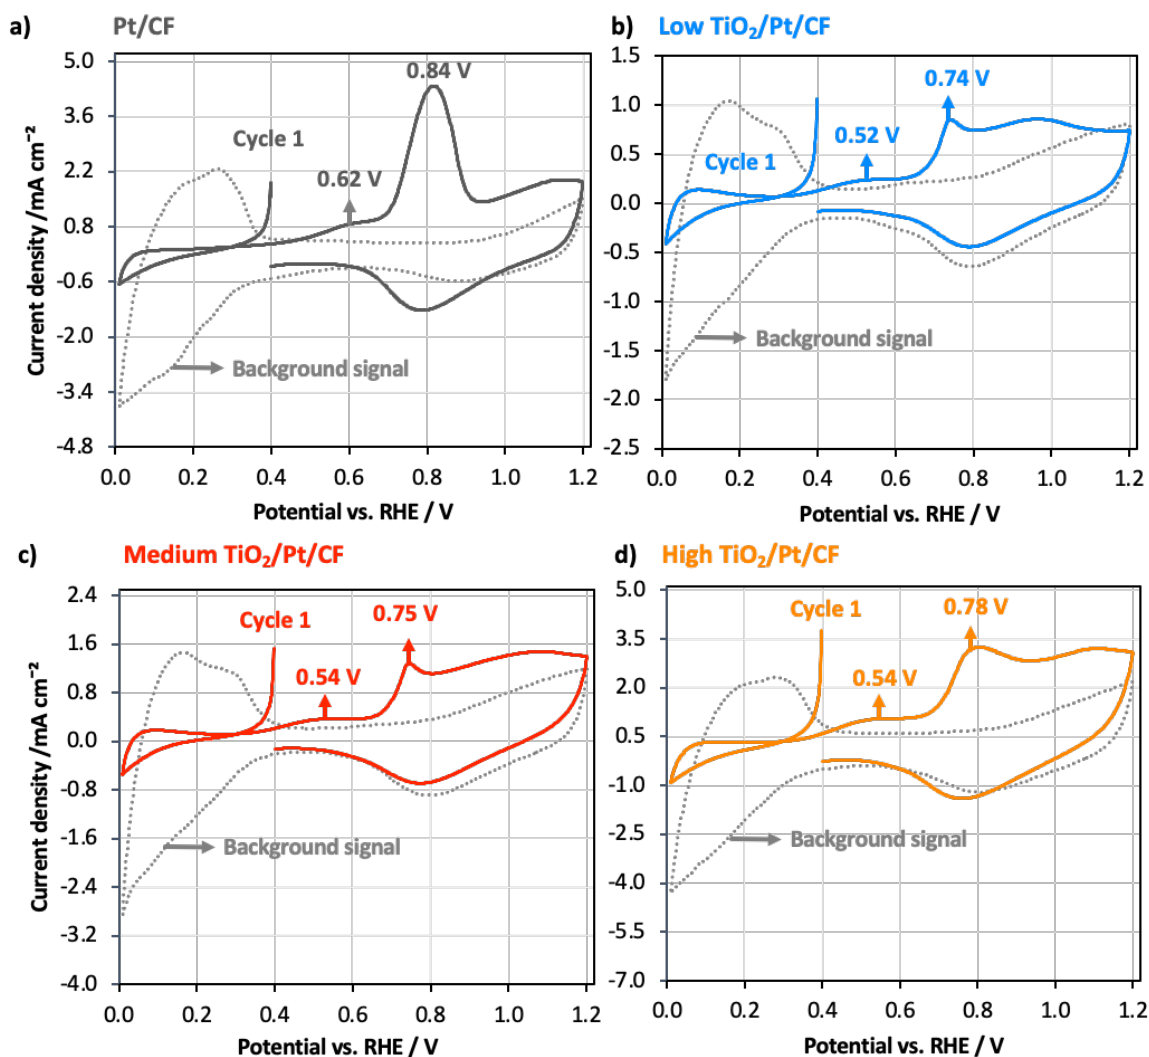 a) Pt/CF
5.0
3.6
2.2
0.8
-0.6
-2.0
-3.4
-4.8
Current density /mA cm⁻²
0.84 V
Cycle 1
0.62 V
Background signal
0.0 0.2 0.4 0.6 0.8 1.0 1.2
Potential vs. RHE / V
b) Low TiO₂/Pt/CF
1.5
1.0
0.5
0.0
-0.5
-1.0
-1.5
-2.0
-2.5
0.74 V
0.52 V
Cycle 1
Background signal
0.0 0.2 0.4 0.6 0.8 1.0 1.2
Potential vs. RHE / V
c) Medium TiO₂/Pt/CF
2.4
1.6
0.8
0.0
-0.8
-1.6
-2.4
-3.2
-4.0
Current density /mA cm⁻²
Cycle 1
0.75 V
0.54 V
Background signal
0.0 0.2 0.4 0.6 0.8 1.0 1.2
Potential vs. RHE / V
d) High TiO₂/Pt/CF
5.0
3.5
2.0
0.5
-1.0
-2.5
-4.0
-5.5
-7.0
Cycle 1
0.78 V
0.54 V
Background signal
0.0 0.2 0.4 0.6 0.8 1.0 1.2
Potential vs. RHE / V